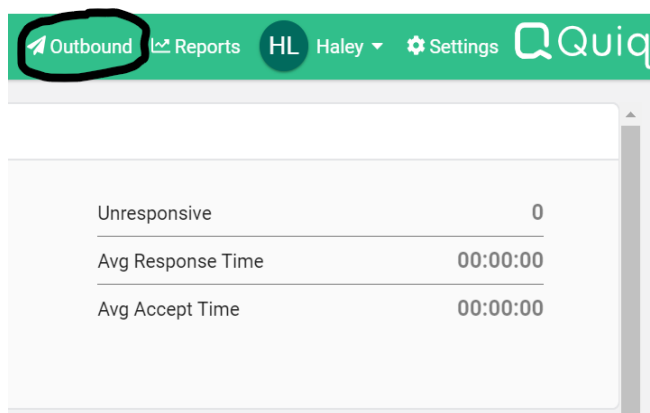 Outbound Reports HL Haley Settings Quiq
Unresponsive 0
Avg Response Time 00:00:00
Avg Accept Time 00:00:00